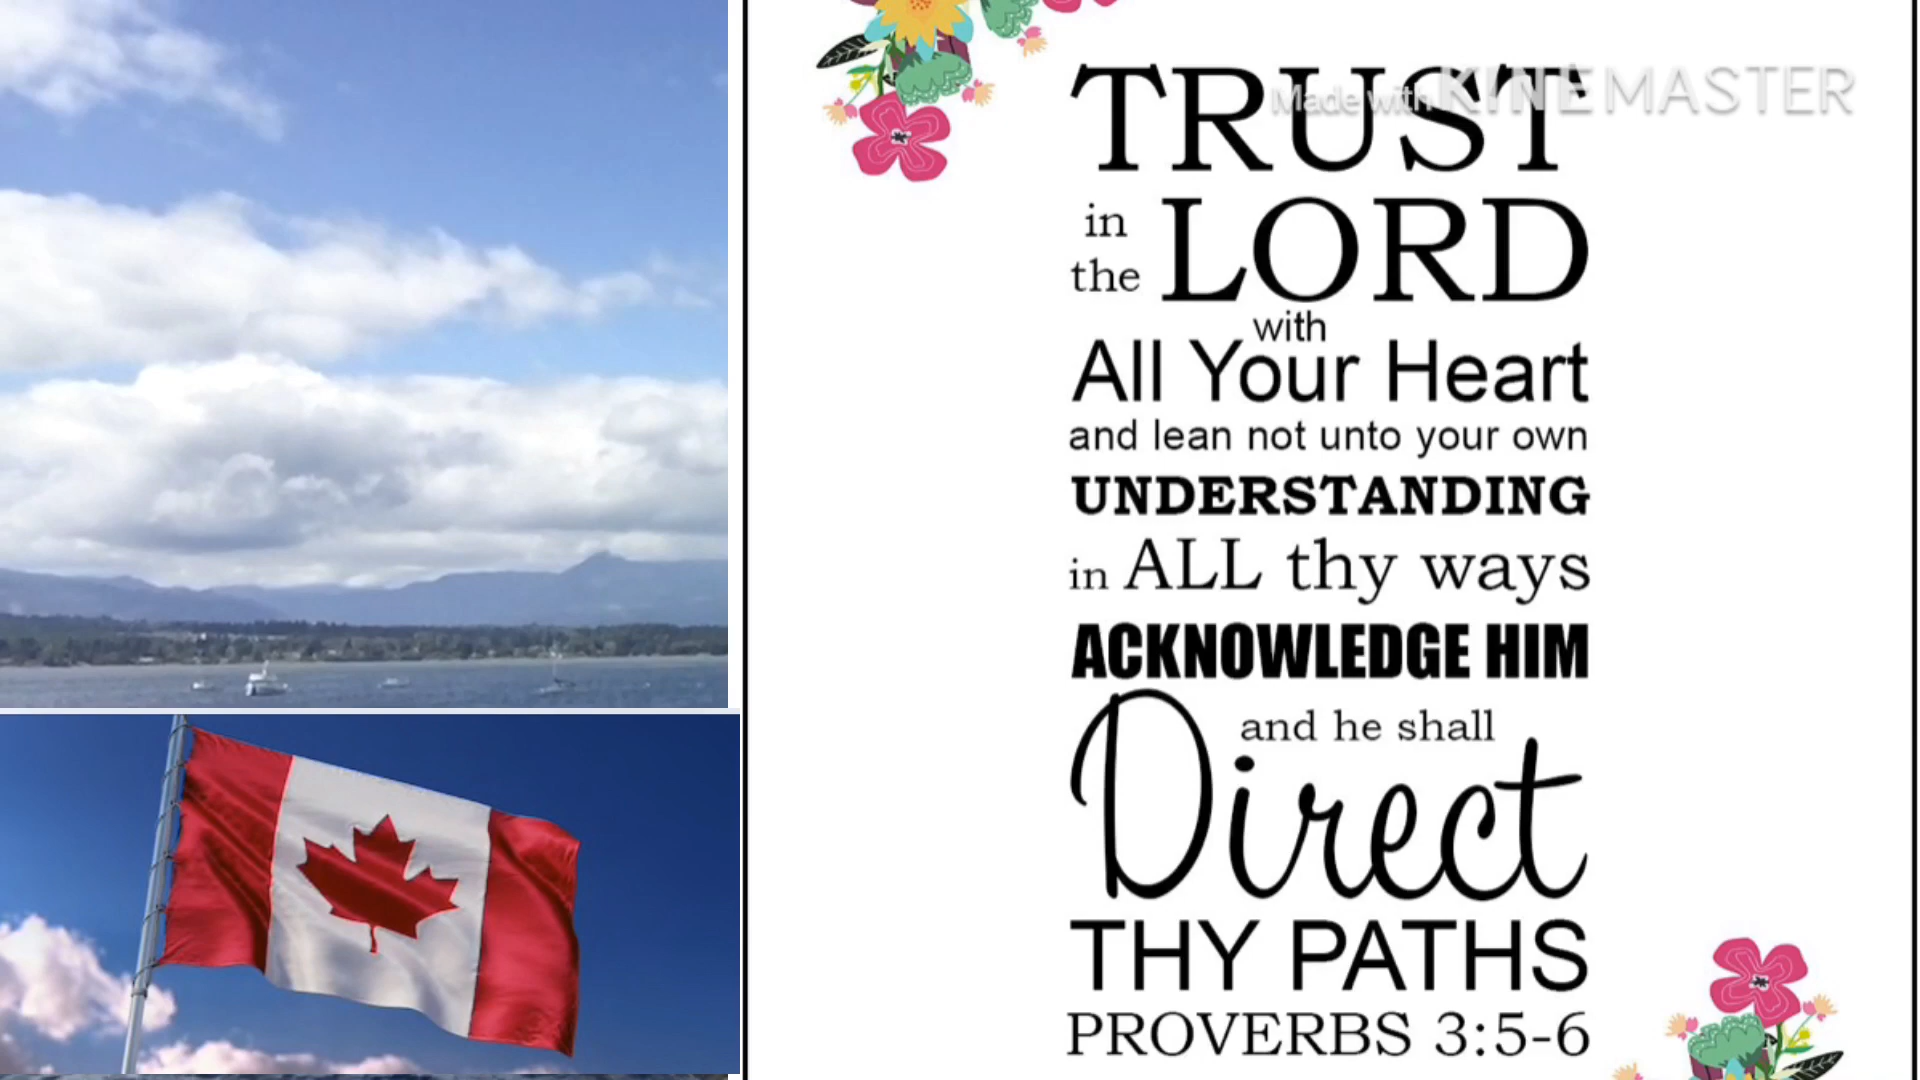 Made with KINEMASTER
TRUST
in
the LORD
with
All Your Heart
and lean not unto your own
UNDERSTANDING
in ALL thy ways
ACKNOWLEDGE HIM
and he shall
Direct
THY PATHS
PROVERBS 3:5-6